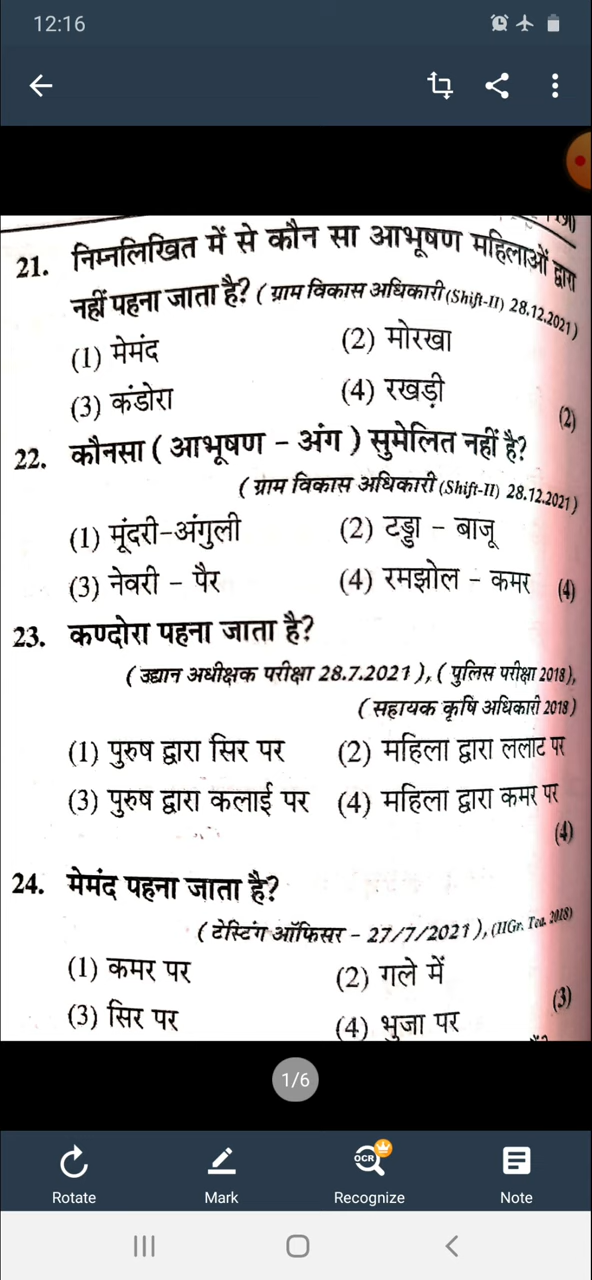 12:16
21. निम्नलिखित में से कौन सा आभूषण महिलाओं द्वारा
नहीं पहना जाता है? ( ग्राम विकास अधिकारी (Shift-II) 28.12.2021)
(1) मेमंद (2) मोरखा
(3) कंडोरा (4) रखड़ी
(2)
22. कौनसा ( आभूषण - अंग ) सुमेलित नहीं है?
( ग्राम विकास अधिकारी (Shift-II) 28.12.2021)
(1) मूंदरी-अंगुली (2) टड्डा - बाजू
(3) नेवरी - पैर (4) रमझोल - कमर (4)
23. कण्दोरा पहना जाता है?
( उद्यान अधीक्षक परीक्षा 28.7.2021 ), ( पुलिस परीक्षा 2018),
( सहायक कृषि अधिकारी 2018)
(1) पुरुष द्वारा सिर पर (2) महिला द्वारा ललाट पर
(3) पुरुष द्वारा कलाई पर (4) महिला द्वारा कमर पर
(4)
24. मेमंद पहना जाता है?
( टेस्टिंग ऑफिसर - 27/7/2021 ), (IIGr. Tea. 2018)
(1) कमर पर (2) गले में
(3) सिर पर (4) भुजा पर (3)
1/6
OCR
Rotate Mark Recognize Note